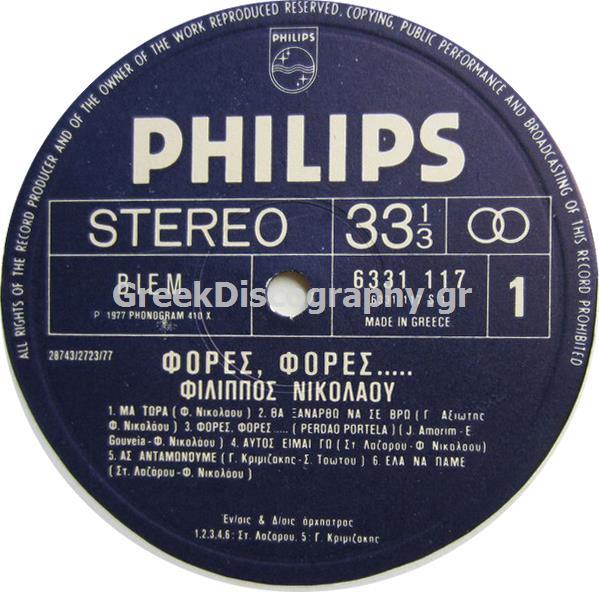 ALL RIGHTS OF THE RECORD PRODUCER AND OF THE OWNER OF THE WORK REPRODUCED RESERVED. COPYING, PUBLIC PERFORMANCE AND BROADCASTING OF THIS RECORD PROHIBITED
PHILIPS
PHILIPS
STEREO 33 1/3
B.I.E.M. 6331 117 1
GreekDiscography.gr
P 1977 PHONOGRAM 410 X MADE IN GREECE
28743/2723/77
ΦΟΡΕΣ, ΦΟΡΕΣ.....
ΦΙΛΙΠΠΟΣ ΝΙΚΟΛΑΟΥ
1. ΜΑ ΤΩΡΑ (Φ. Νικολάου) 2. ΘΑ ΞΑΝΑΡΘΩ ΝΑ ΣΕ ΒΡΩ (Γ. Αξιώτης
Φ. Νικολάου) 3. ΦΟΡΕΣ, ΦΟΡΕΣ..... (PERDAO PORTELA) (J. Amorim - E.
Gouveia - Φ. Νικολάου) 4. ΑΥΤΟΣ ΕΙΜΑΙ ΓΩ (Στ. Λαζάρου - Φ. Νικολάου)
5. ΑΣ ΑΝΤΑΜΩΝΟΥΜΕ (Γ. Κριμιζάκης - Σ. Τσώτου) 6. ΕΛΑ ΝΑ ΠΑΜΕ
(Στ. Λαζάρου - Φ. Νικολάου)
Ἐν/σις & Δ/σις ὀρχήστρας
1.2.3.4.6 : Στ. Λαζάρου. 5 : Γ. Κριμιζάκης